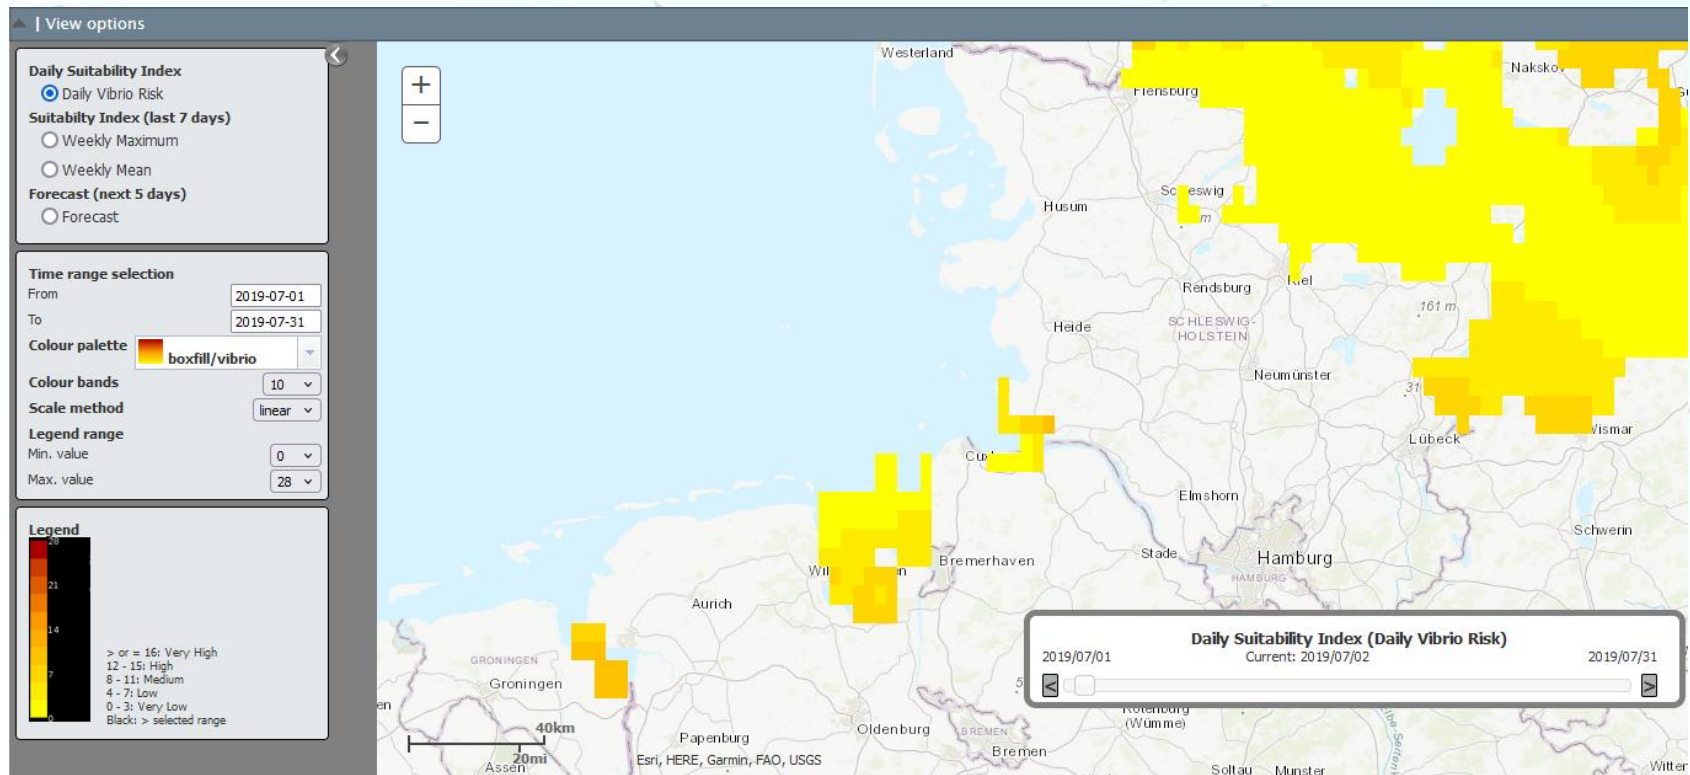 | View options
Daily Suitability Index
Daily Vibrio Risk
Suitabilty Index (last 7 days)
Weekly Maximum
Weekly Mean
Forecast (next 5 days)
Forecast
Time range selection
From 2019-07-01
To 2019-07-31
Colour palette boxfill/vibrio
Colour bands 10
Scale method linear
Legend range
Min. value 0
Max. value 28
Legend
28
21
14
7
0
> or = 16: Very High
12 - 15: High
8 - 11: Medium
4 - 7: Low
0 - 3: Very Low
Black: > selected range
+
−
Westerland
Flensburg
Husum
Rendsburg
Kiel
161 m
Heide
SCHLESWIG-
HOLSTEIN
Neumünster
31
Lübeck
Elmshorn
Schwerin
Stade
Hamburg
HAMBURG
Bremerhaven
Aurich
GRONINGEN
Groningen
Oldenburg
BREMEN
Bremen
(Wümme)
Papenburg
Assen
Soltau
Munster
40km
20mi
Esri, HERE, Garmin, FAO, USGS
Daily Suitability Index (Daily Vibrio Risk)
2019/07/01 Current: 2019/07/02 2019/07/31
< >